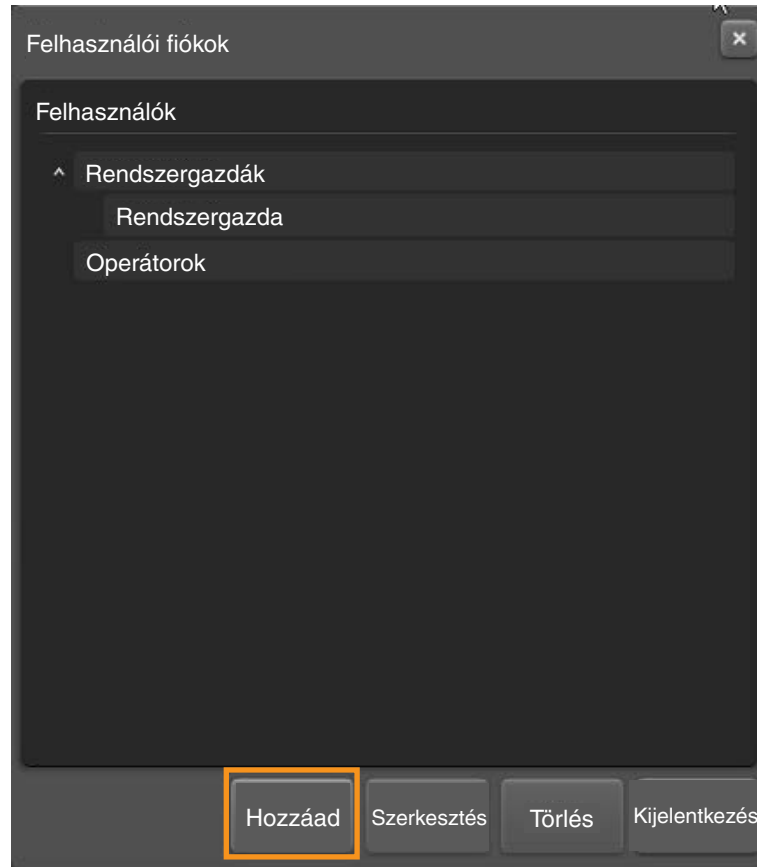 Felhasználói fiókok
Felhasználók
Rendszergazdák
Rendszergazda
Operátorok
Hozzáad Szerkesztés Törlés Kijelentkezés